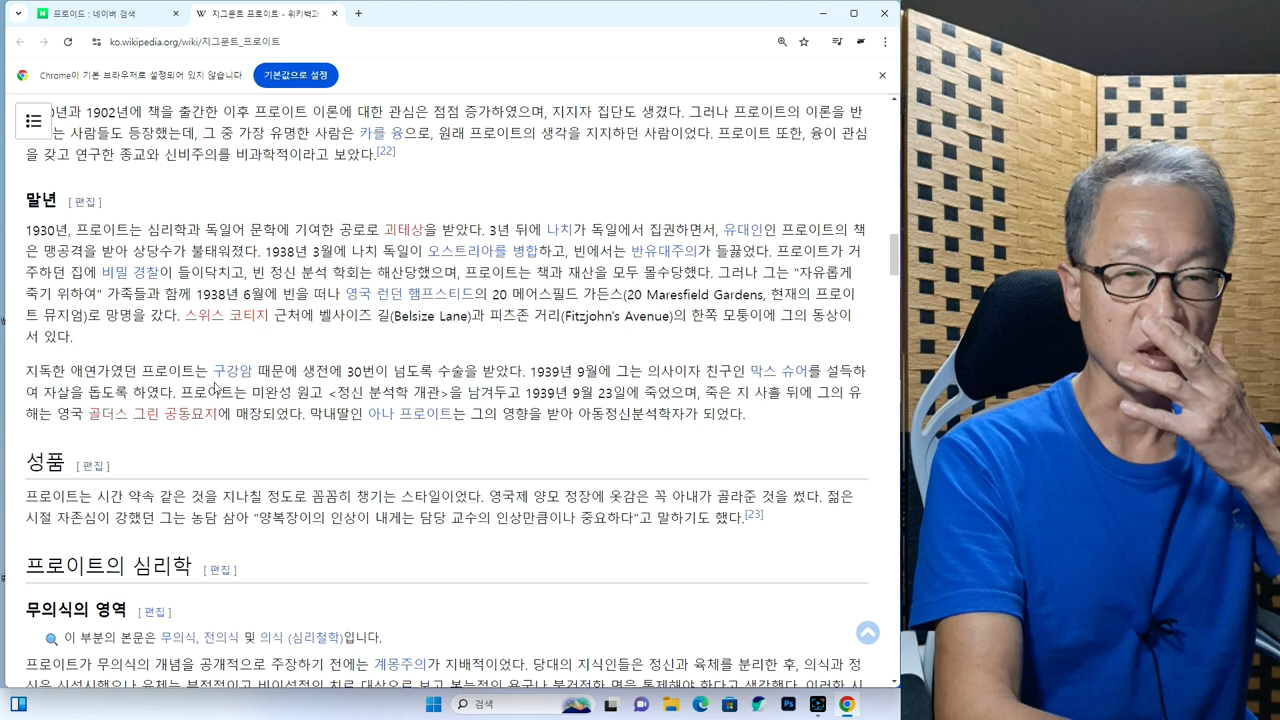 프로이드 : 네이버 검색
지그문트 프로이트 - 위키백과
ko.wikipedia.org/wiki/지그문트_프로이트
Chrome이 기본 브라우저로 설정되어 있지 않습니다
기본값으로 설정
년과 1902년에 책을 출간한 이후 프로이트 이론에 대한 관심은 점점 증가하였으며, 지지자 집단도 생겼다. 그러나 프로이트의 이론을 반
는 사람들도 등장했는데, 그 중 가장 유명한 사람은 카를 융으로, 원래 프로이트의 생각을 지지하던 사람이었다. 프로이트 또한, 융이 관심
을 갖고 연구한 종교와 신비주의를 비과학적이라고 보았다.[22]
말년 [ 편집 ]
1930년, 프로이트는 심리학과 독일어 문학에 기여한 공로로 괴테상을 받았다. 3년 뒤에 나치가 독일에서 집권하면서, 유대인인 프로이트의 책
은 맹공격을 받아 상당수가 불태워졌다. 1938년 3월에 나치 독일이 오스트리아를 병합하고, 빈에서는 반유대주의가 들끓었다. 프로이트가 거
주하던 집에 비밀 경찰이 들이닥치고, 빈 정신 분석 학회는 해산당했으며, 프로이트는 책과 재산을 모두 몰수당했다. 그러나 그는 "자유롭게
죽기 위하여" 가족들과 함께 1938년 6월에 빈을 떠나 영국 런던 햄프스티드의 20 메어스필드 가든스(20 Maresfield Gardens, 현재의 프로이
트 뮤지엄)로 망명을 갔다. 스위스 코티지 근처에 벨사이즈 길(Belsize Lane)과 피츠존 거리(Fitzjohn's Avenue)의 한쪽 모퉁이에 그의 동상이
서 있다.
지독한 애연가였던 프로이트는 구강암 때문에 생전에 30번이 넘도록 수술을 받았다. 1939년 9월에 그는 의사이자 친구인 막스 슈어를 설득하
여 자살을 돕도록 하였다. 프로이트는 미완성 원고 <정신 분석학 개관>을 남겨두고 1939년 9월 23일에 죽었으며, 죽은 지 사흘 뒤에 그의 유
해는 영국 골더스 그린 공동묘지에 매장되었다. 막내딸인 아나 프로이트는 그의 영향을 받아 아동정신분석학자가 되었다.
성품 [ 편집 ]
프로이트는 시간 약속 같은 것을 지나칠 정도로 꼼꼼히 챙기는 스타일이었다. 영국제 양모 정장에 옷감은 꼭 아내가 골라준 것을 썼다. 젊은
시절 자존심이 강했던 그는 농담 삼아 "양복장이의 인상이 내게는 담당 교수의 인상만큼이나 중요하다"고 말하기도 했다.[23]
프로이트의 심리학 [ 편집 ]
무의식의 영역 [ 편집 ]
이 부분의 본문은 무의식, 전의식 및 의식 (심리철학)입니다.
프로이트가 무의식의 개념을 공개적으로 주장하기 전에는 계몽주의가 지배적이었다. 당대의 지식인들은 정신과 육체를 분리한 후, 의식과 정
검색